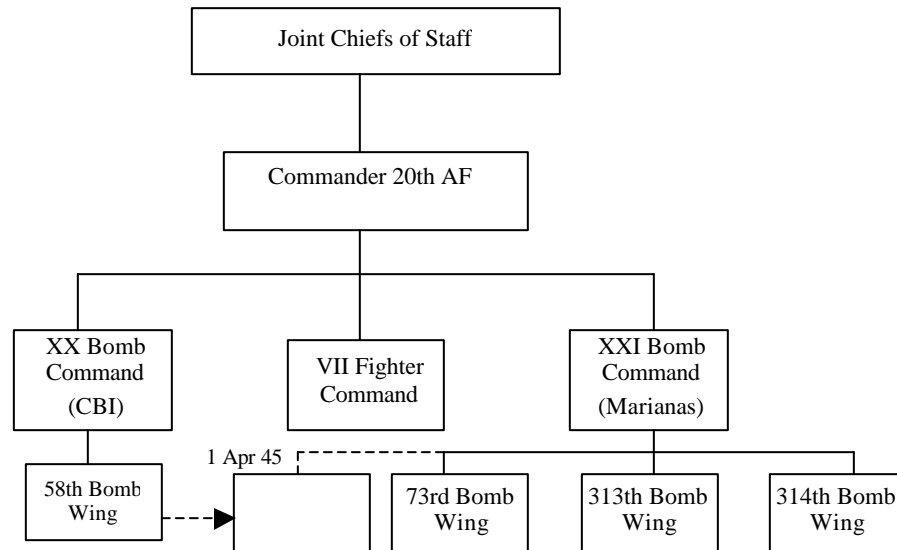 Joint Chiefs of Staff
Commander 20th AF
XX Bomb
Command
(CBI)
VII Fighter
Command
XXI Bomb
Command
(Marianas)
1 Apr 45
58th Bomb
Wing
73rd Bomb
Wing
313th Bomb
Wing
314th Bomb
Wing